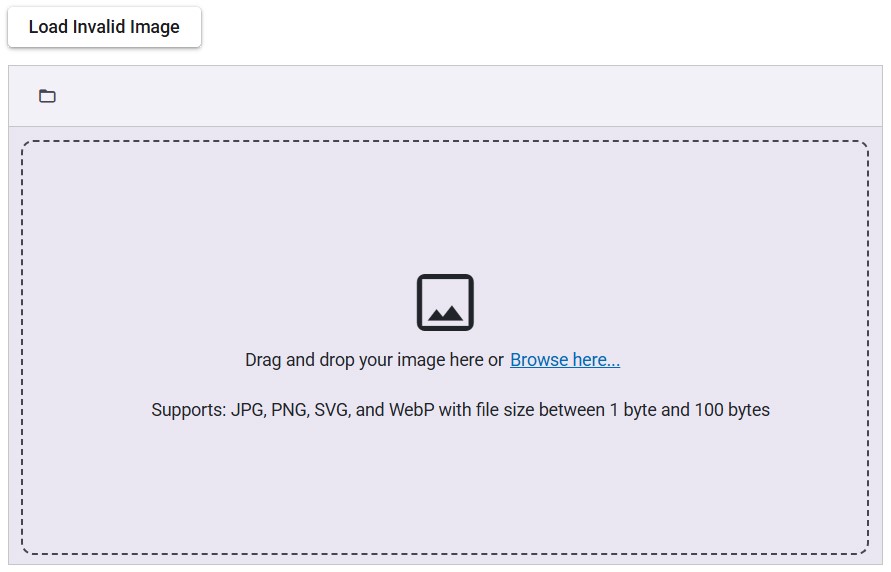 Load Invalid Image
Drag and drop your image here or Browse here...
Supports: JPG, PNG, SVG, and WebP with file size between 1 byte and 100 bytes